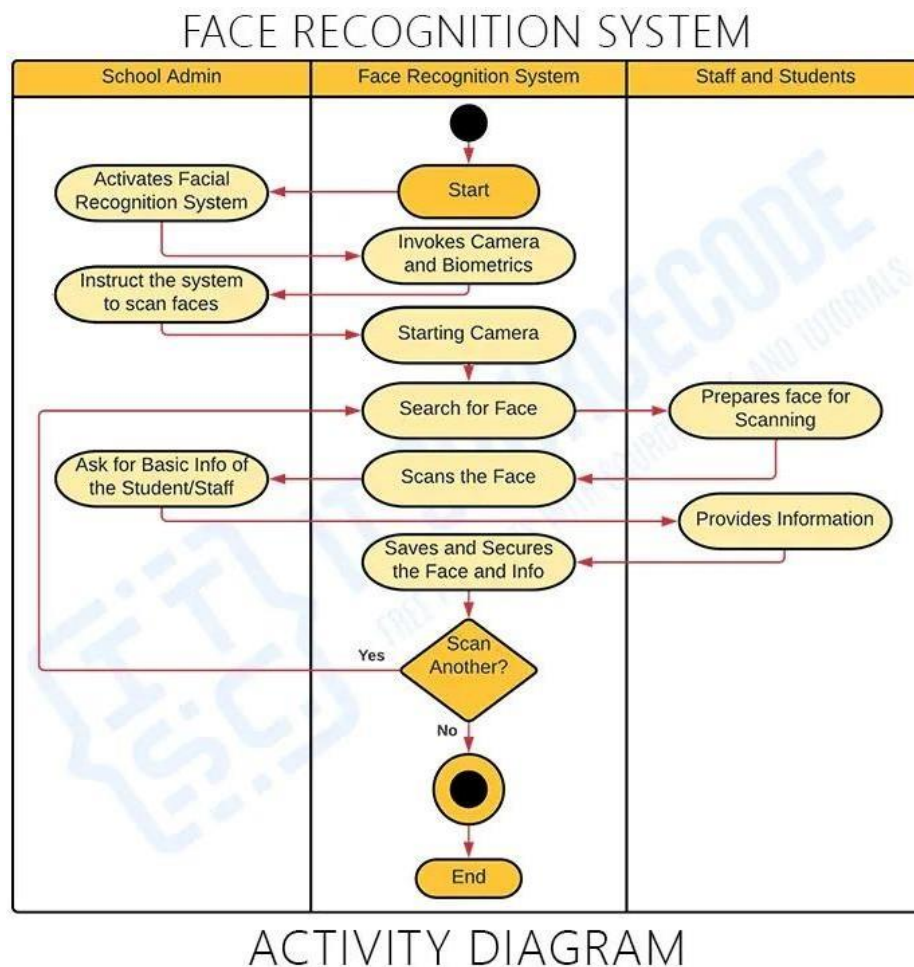 FACE RECOGNITION SYSTEM
School Admin
Face Recognition System
Staff and Students
Start
Activates Facial
Recognition System
Invokes Camera
and Biometrics
Instruct the system
to scan faces
Starting Camera
Search for Face
Prepares face for
Scanning
Scans the Face
Ask for Basic Info of
the Student/Staff
Provides Information
Saves and Secures
the Face and Info
Scan
Another?
Yes
No
End
ACTIVITY DIAGRAM